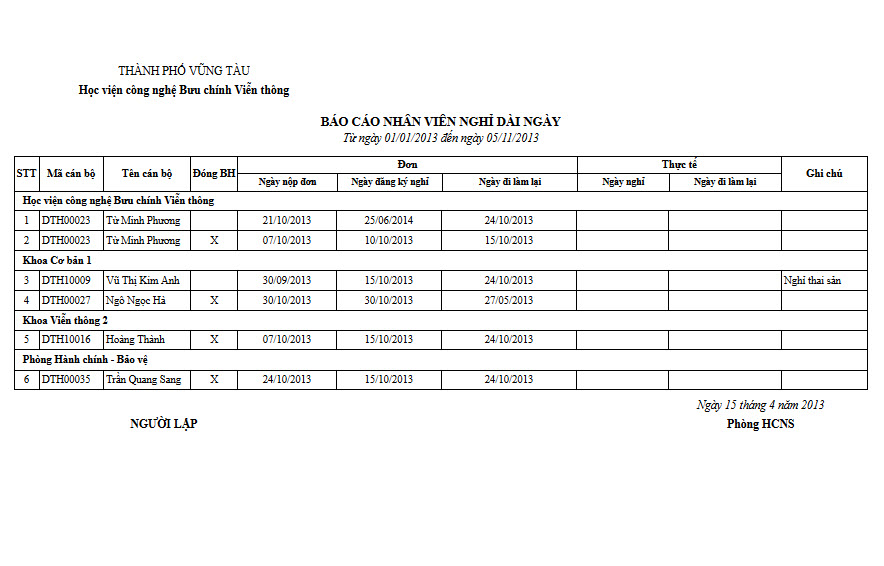 THÀNH PHỐ VŨNG TÀU
Học viện công nghệ Bưu chính Viễn thông
BÁO CÁO NHÂN VIÊN NGHỈ DÀI NGÀY
Từ ngày 01/01/2013 đến ngày 05/11/2013
STT Mã cán bộ Tên cán bộ Đóng BH Đơn Thực tế Ghi chú
Ngày nộp đơn Ngày đăng ký nghỉ Ngày đi làm lại Ngày nghỉ Ngày đi làm lại
Học viện công nghệ Bưu chính Viễn thông
1 DTH00023 Từ Minh Phương 21/10/2013 25/06/2014 24/10/2013
2 DTH00023 Từ Minh Phương X 07/10/2013 10/10/2013 15/10/2013
Khoa Cơ bản 1
3 DTH10009 Vũ Thị Kim Anh 30/09/2013 15/10/2013 24/10/2013 Nghỉ thai sản
4 DTH00027 Ngô Ngọc Hà X 30/10/2013 30/10/2013 27/05/2013
Khoa Viễn thông 2
5 DTH10016 Hoàng Thành X 07/10/2013 15/10/2013 24/10/2013
Phòng Hành chính - Bảo vệ
6 DTH00035 Trần Quang Sang X 24/10/2013 15/10/2013 24/10/2013
Ngày 15 tháng 4 năm 2013
NGƯỜI LẬP Phòng HCNS